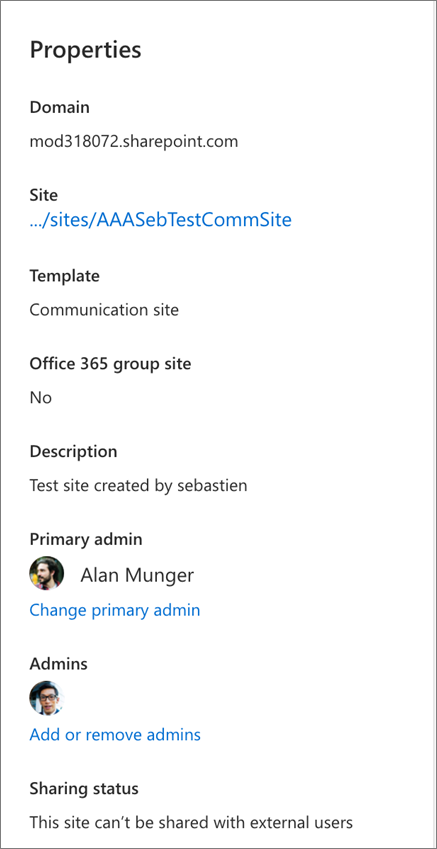 Properties
Domain
mod318072.sharepoint.com
Site
.../sites/AAASebTestCommSite
Template
Communication site
Office 365 group site
No
Description
Test site created by sebastien
Primary admin
Alan Munger
Change primary admin
Admins
Add or remove admins
Sharing status
This site can’t be shared with external users